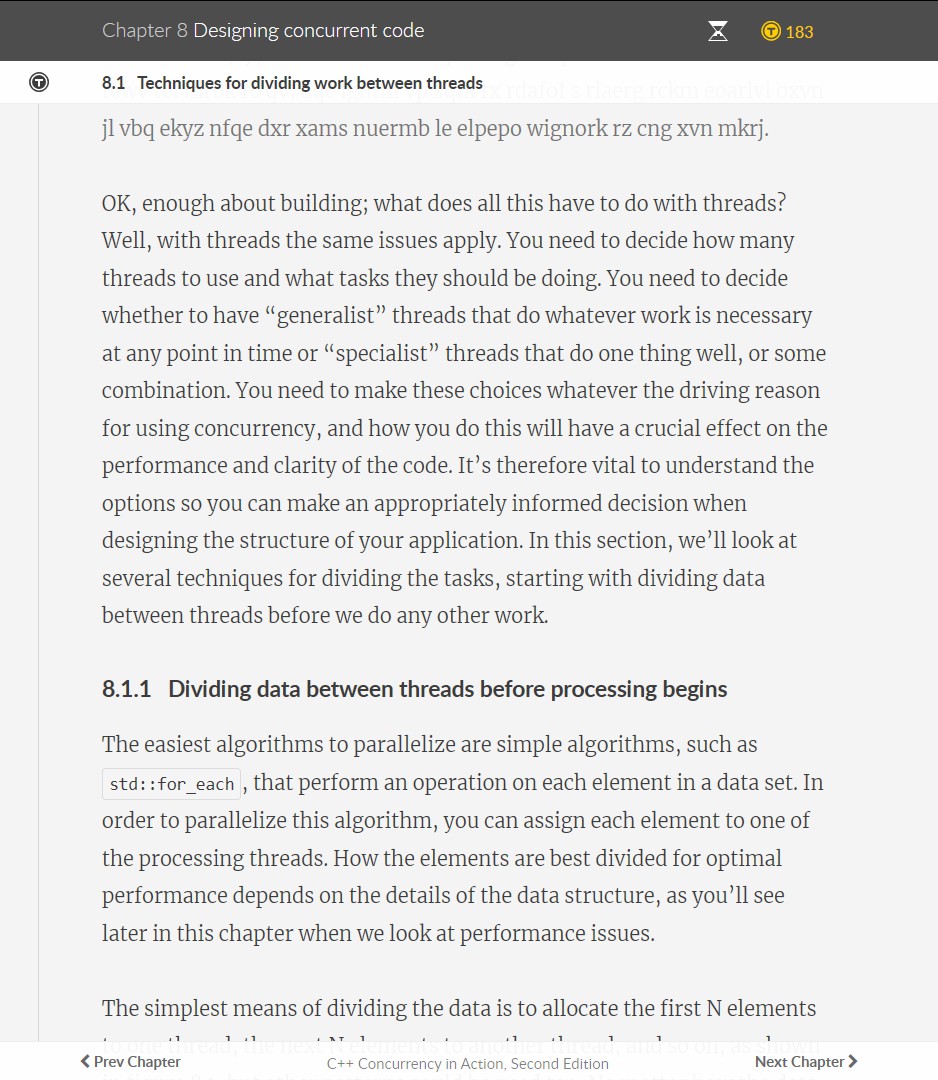 Chapter 8 Designing concurrent code
183
8.1 Techniques for dividing work between threads
jl vbq ekyz nfqe dxr xams nuermb le elpepo wignork rz cng xvn mkrj.
OK, enough about building; what does all this have to do with threads?
Well, with threads the same issues apply. You need to decide how many
threads to use and what tasks they should be doing. You need to decide
whether to have “generalist” threads that do whatever work is necessary
at any point in time or “specialist” threads that do one thing well, or some
combination. You need to make these choices whatever the driving reason
for using concurrency, and how you do this will have a crucial effect on the
performance and clarity of the code. It’s therefore vital to understand the
options so you can make an appropriately informed decision when
designing the structure of your application. In this section, we’ll look at
several techniques for dividing the tasks, starting with dividing data
between threads before we do any other work.
8.1.1 Dividing data between threads before processing begins
The easiest algorithms to parallelize are simple algorithms, such as
std::for_each, that perform an operation on each element in a data set. In
order to parallelize this algorithm, you can assign each element to one of
the processing threads. How the elements are best divided for optimal
performance depends on the details of the data structure, as you’ll see
later in this chapter when we look at performance issues.
The simplest means of dividing the data is to allocate the first N elements
to one thread, the next N elements to another thread, and so on, as shown
Prev Chapter
C++ Concurrency in Action, Second Edition
Next Chapter